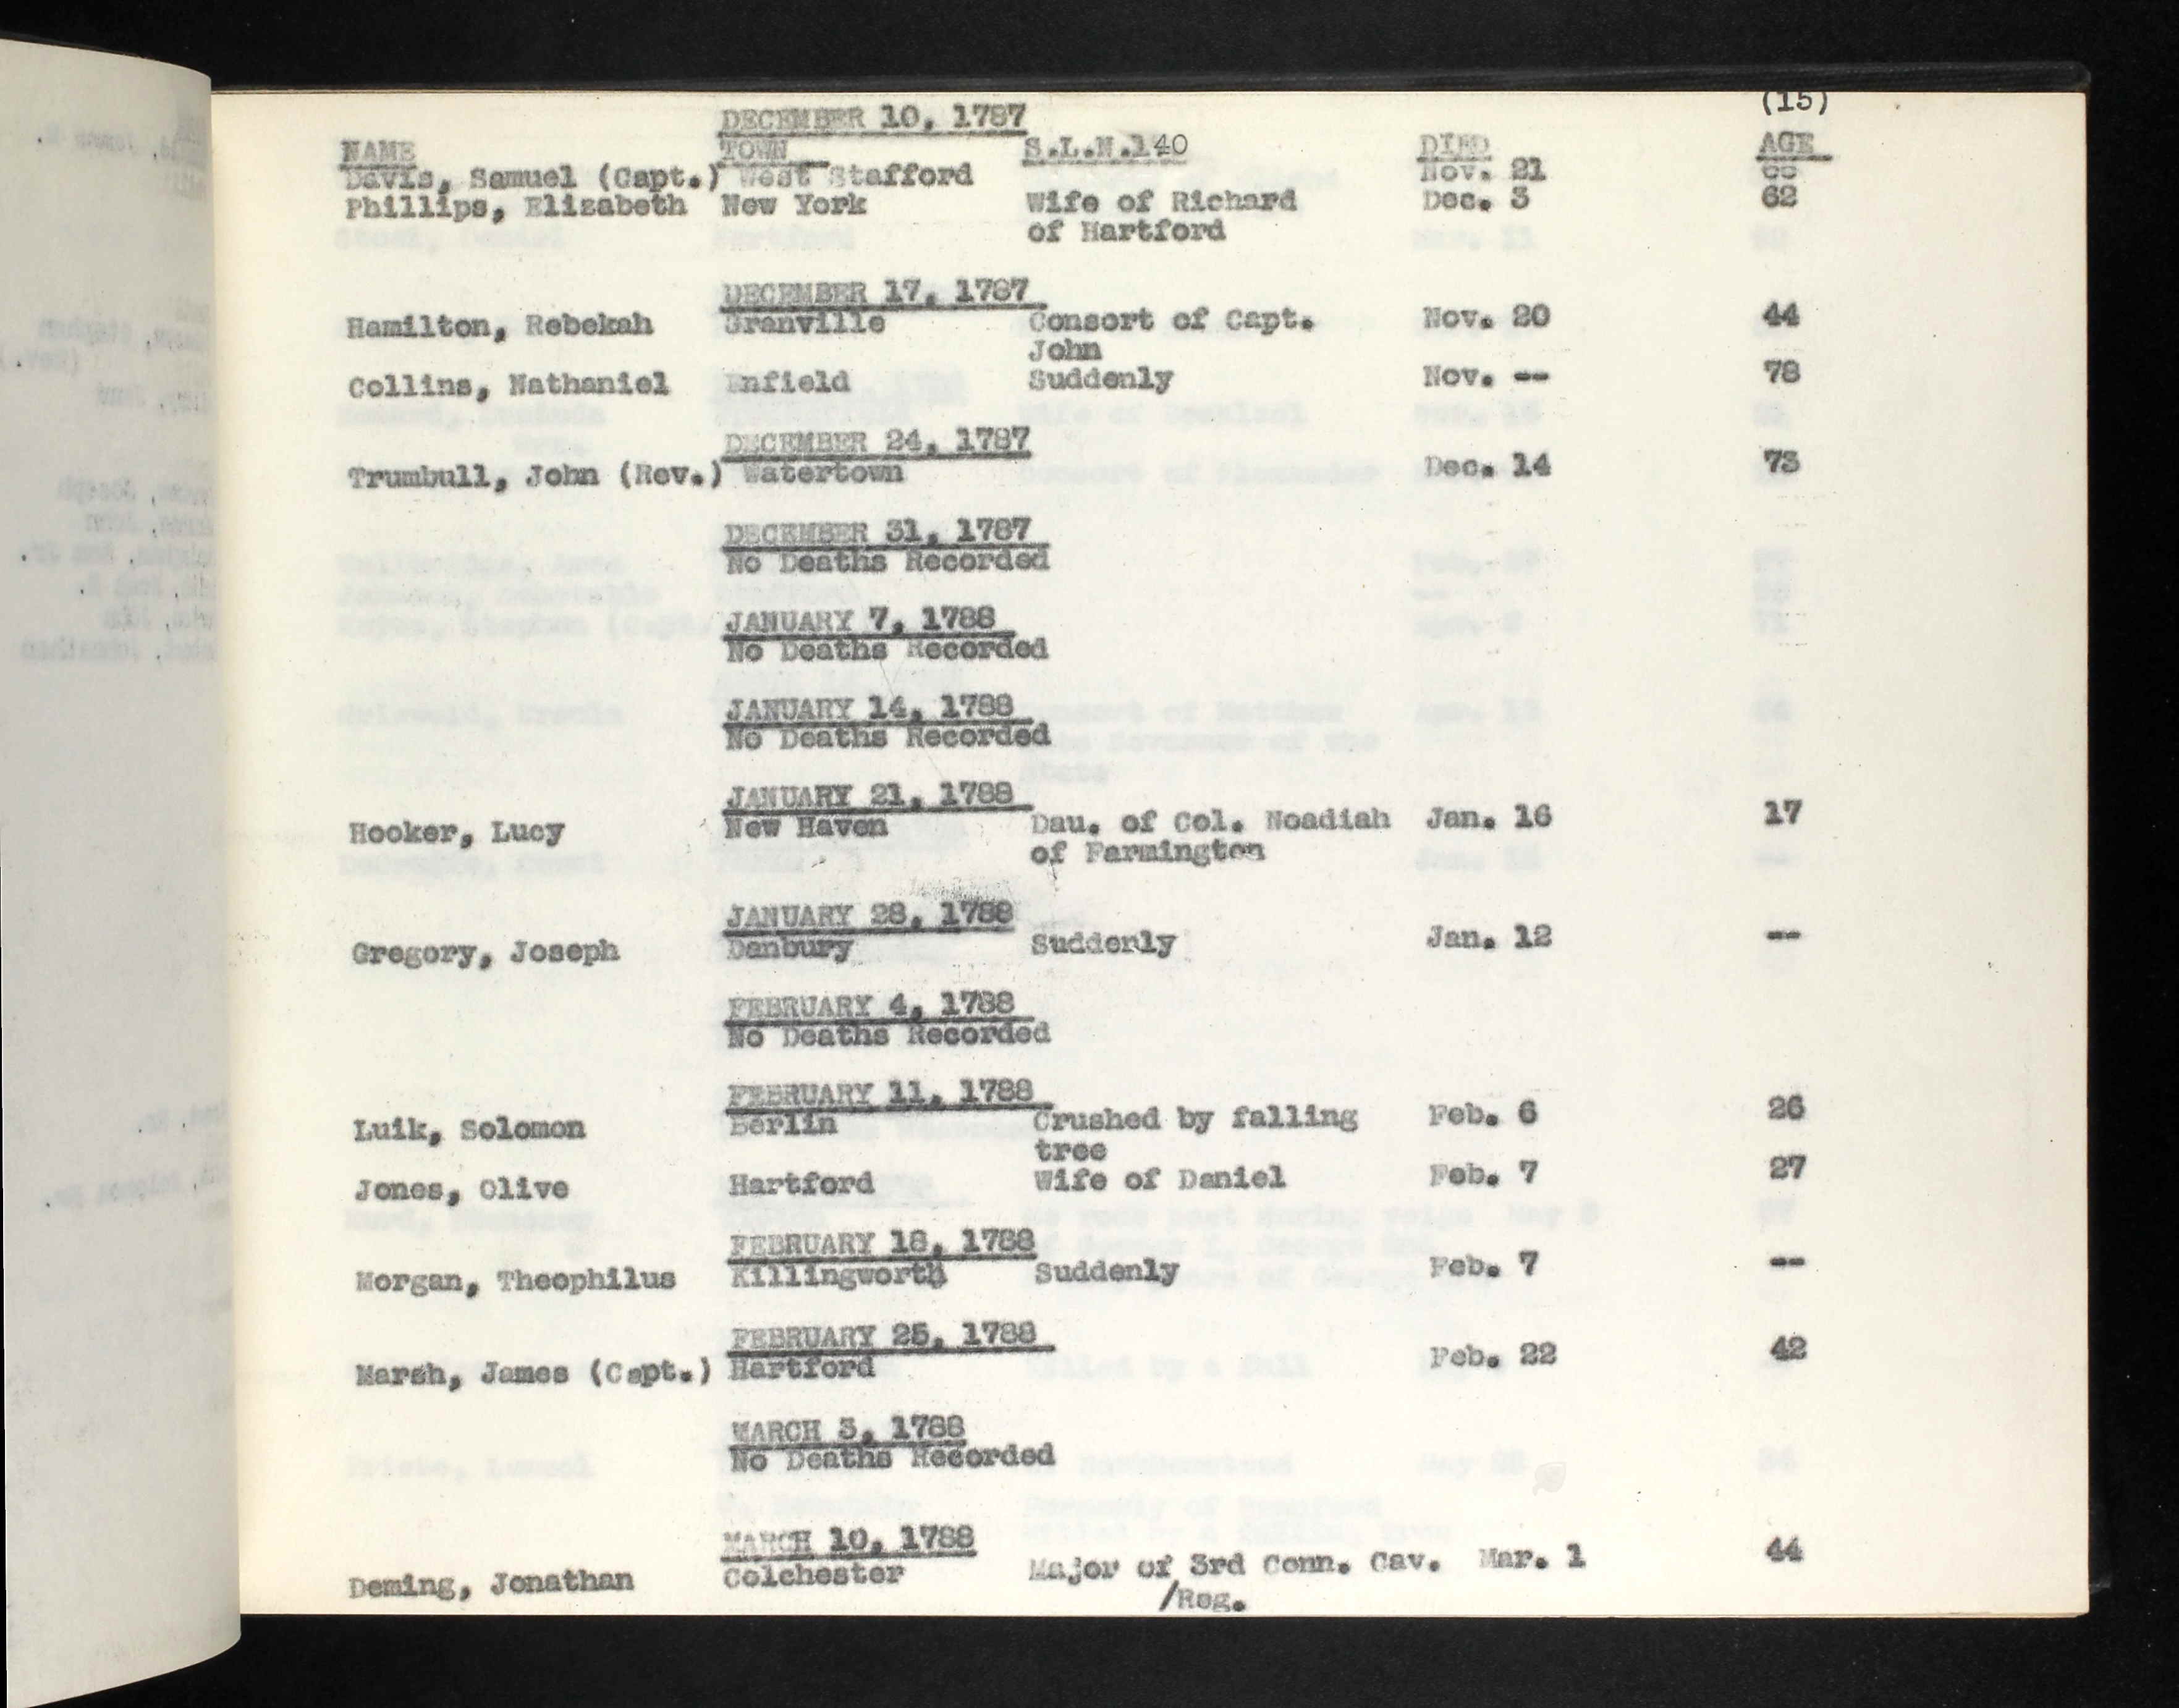 (15)
DECEMBER 10, 1787
NAME TOWN S.L.N.140 DIED AGE
Davis, Samuel (Capt.) West Stafford Nov. 21
Phillips, Elizabeth New York Wife of Richard Dec. 3 62
of Hartford
DECEMBER 17, 1787
Hamilton, Rebekah Granville Consort of Capt. Nov. 20 44
John
Collins, Nathaniel Enfield Suddenly Nov. -- 78
DECEMBER 24, 1787
Trumbull, John (Rev.) Watertown Dec. 14 73
DECEMBER 31, 1787
No Deaths Recorded
JANUARY 7, 1788
No Deaths Recorded
JANUARY 14, 1788
No Deaths Recorded
JANUARY 21, 1788
Hooker, Lucy New Haven Dau. of Col. Noadiah Jan. 16 17
of Farmington
JANUARY 28, 1788
Gregory, Joseph Danbury Suddenly Jan. 12 --
FEBRUARY 4, 1788
No Deaths Recorded
FEBRUARY 11, 1788
Luik, Solomon Berlin Crushed by falling Feb. 6 26
tree
Jones, Olive Hartford Wife of Daniel Feb. 7 27
FEBRUARY 18, 1788
Morgan, Theophilus Killingworth Suddenly Feb. 7 --
FEBRUARY 25, 1788
Marsh, James (Capt.) Hartford Feb. 22 42
MARCH 3, 1788
No Deaths Recorded
MARCH 10, 1788
Deming, Jonathan Colchester Major of 3rd Conn. Cav. Mar. 1 44
/Reg.